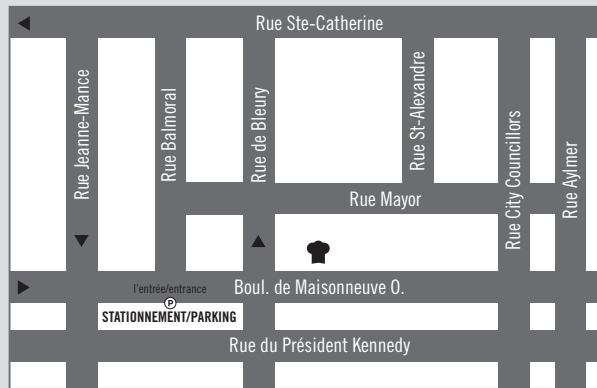 Rue Ste-Catherine
Rue Jeanne-Mance
Rue Balmoral
Rue de Bleury
Rue St-Alexandre
Rue City Councillors
Rue Aylmer
Rue Mayor
l'entrée/entrance
Boul. de Maisonneuve O.
P
STATIONNEMENT/PARKING
Rue du Président Kennedy